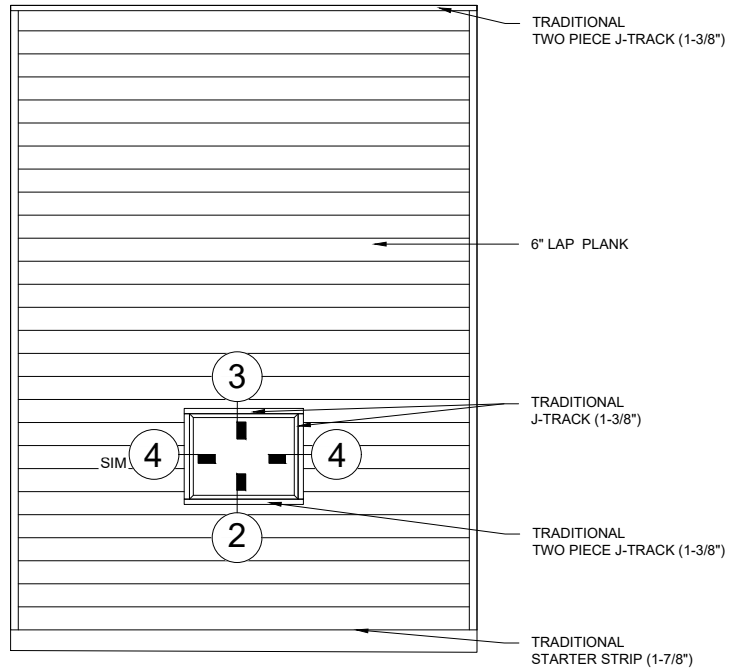 TRADITIONAL
TWO PIECE J-TRACK (1-3/8")
6" LAP PLANK
3
TRADITIONAL
J-TRACK (1-3/8")
SIM 4 4
2
TRADITIONAL
TWO PIECE J-TRACK (1-3/8")
TRADITIONAL
STARTER STRIP (1-7/8")